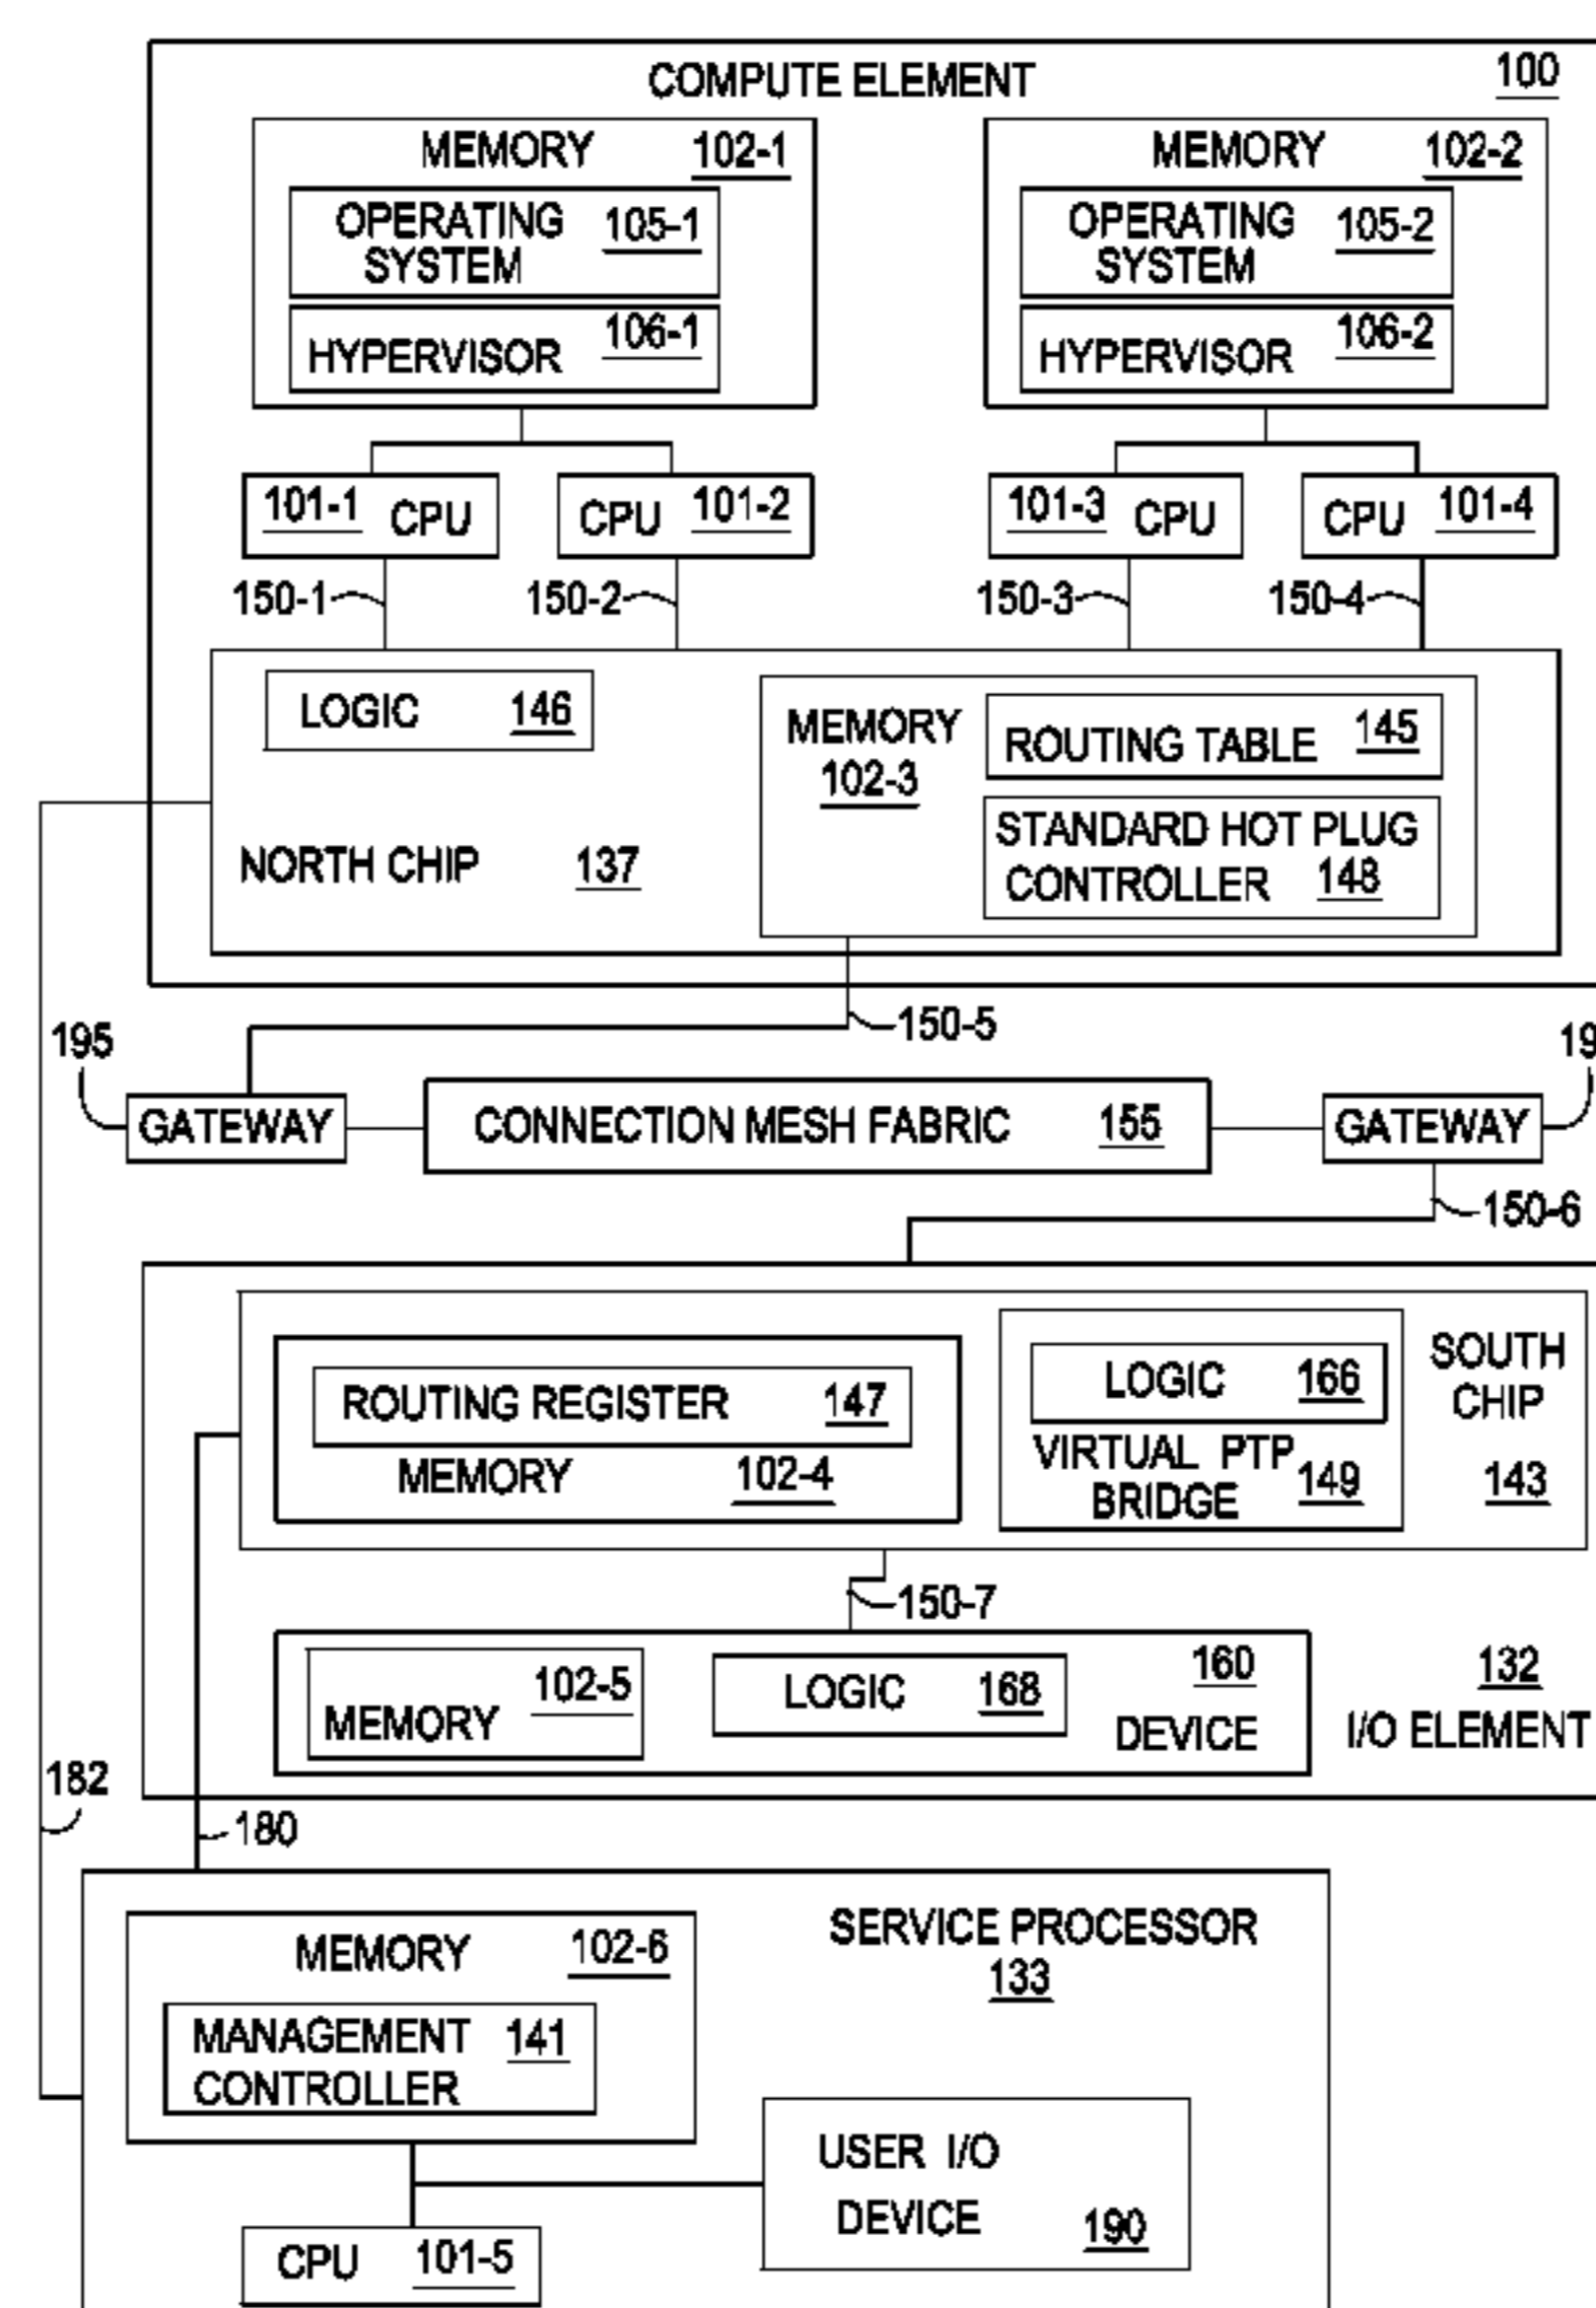 COMPUTE ELEMENT 100
MEMORY 102-1
OPERATING SYSTEM 105-1
HYPERVISOR 106-1
MEMORY 102-2
OPERATING SYSTEM 105-2
HYPERVISOR 106-2
101-1 CPU
CPU 101-2
101-3 CPU
CPU 101-4
150-1
150-2
150-3
150-4
LOGIC 146
NORTH CHIP 137
MEMORY
102-3
ROUTING TABLE 145
STANDARD HOT PLUG
CONTROLLER 148
150-5
195
19
GATEWAY
CONNECTION MESH FABRIC 155
GATEWAY
150-6
ROUTING REGISTER 147
MEMORY 102-4
LOGIC 166
VIRTUAL PTP
BRIDGE 149
SOUTH
CHIP
143
150-7
MEMORY 102-5
LOGIC 168
160
DEVICE
132
I/O ELEMENT
182
180
SERVICE PROCESSOR
133
MEMORY 102-6
MANAGEMENT 141
CONTROLLER
USER I/O
DEVICE 190
CPU 101-5